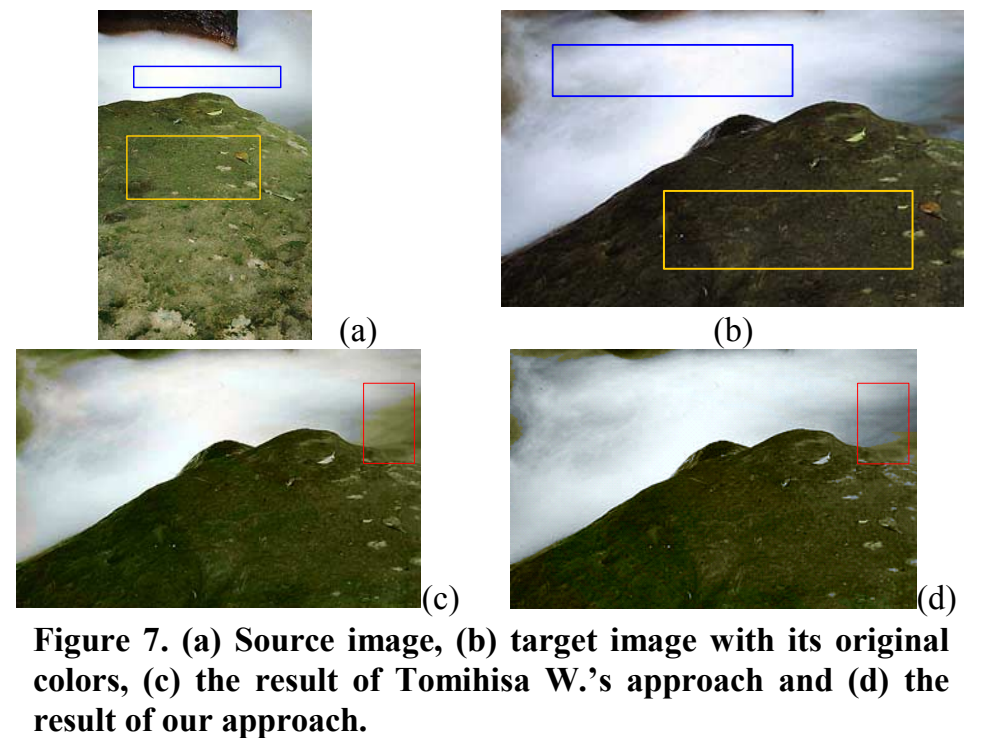 (a)
(b)
(c)
(d)
Figure 7. (a) Source image, (b) target image with its original
colors, (c) the result of Tomihisa W.'s approach and (d) the
result of our approach.